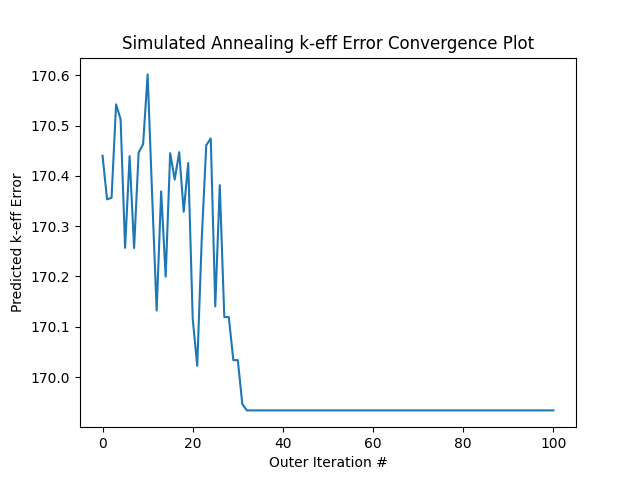 Simulated Annealing k-eff Error Convergence Plot
Predicted k-eff Error
170.6
170.5
170.4
170.3
170.2
170.1
170.0
0 20 40 60 80 100
Outer Iteration #